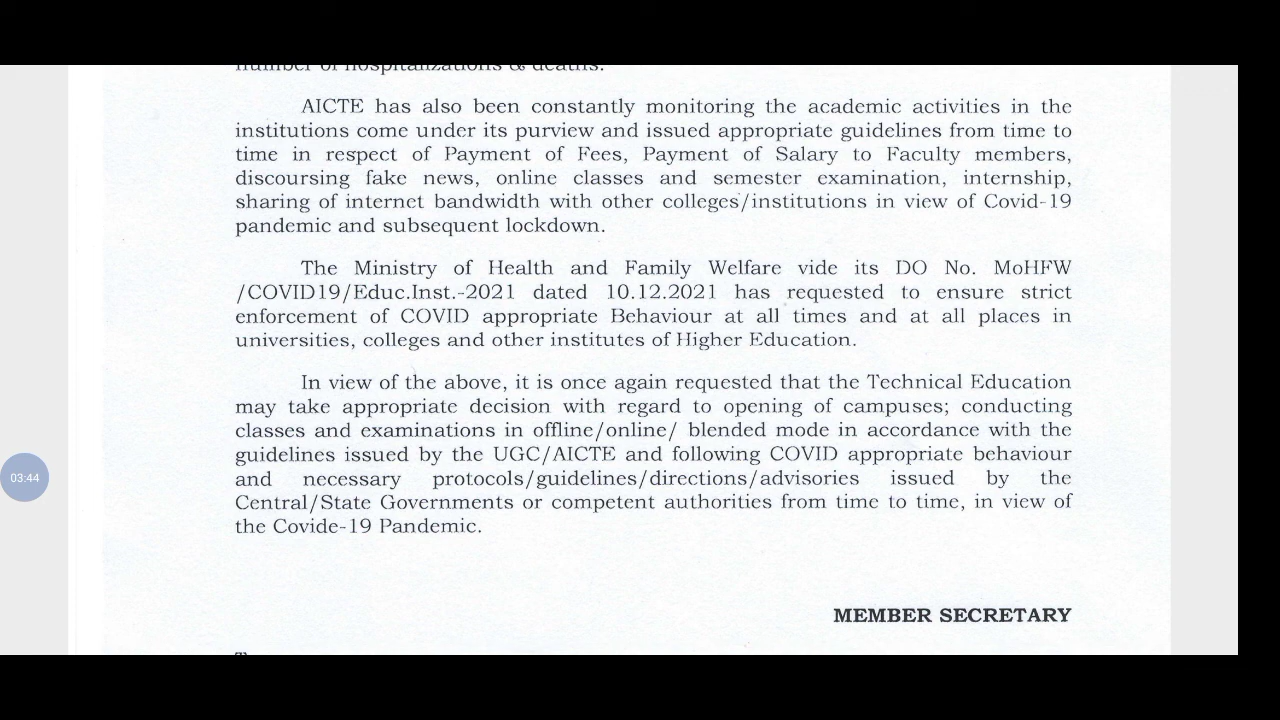 number of hospitalizations & deaths.
AICTE has also been constantly monitoring the academic activities in the
institutions come under its purview and issued appropriate guidelines from time to
time in respect of Payment of Fees, Payment of Salary to Faculty members,
discoursing fake news, online classes and semester examination, internship,
sharing of internet bandwidth with other colleges/institutions in view of Covid-19
pandemic and subsequent lockdown.
The Ministry of Health and Family Welfare vide its DO No. MoHFW
/COVID19/Educ.Inst.-2021 dated 10.12.2021 has requested to ensure strict
enforcement of COVID appropriate Behaviour at all times and at all places in
universities, colleges and other institutes of Higher Education.
In view of the above, it is once again requested that the Technical Education
may take appropriate decision with regard to opening of campuses; conducting
classes and examinations in offline/online/ blended mode in accordance with the
guidelines issued by the UGC/AICTE and following COVID appropriate behaviour
and necessary protocols/guidelines/directions/advisories issued by the
Central/State Governments or competent authorities from time to time, in view of
the Covide-19 Pandemic.
03:44
MEMBER SECRETARY